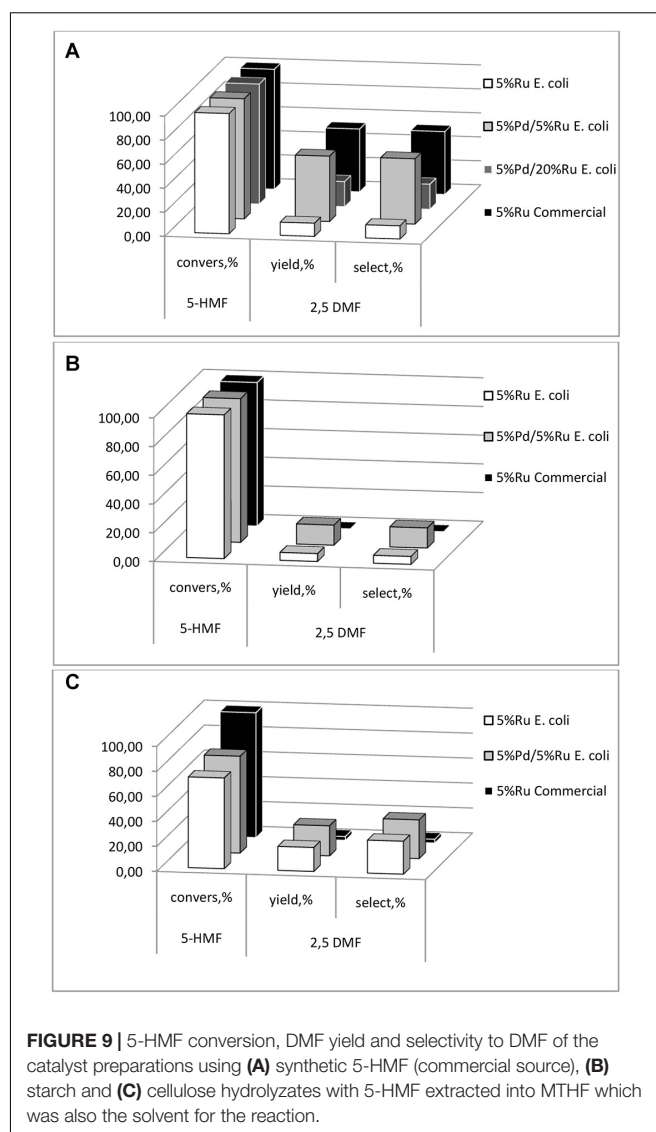 A
100,00
80,00
60,00
40,00
20,00
0,00
convers,%
yield,%
select,%
5-HMF
2,5 DMF
5%Ru E. coli
5%Pd/5%Ru E. coli
5%Pd/20%Ru E. coli
5%Ru Commercial
B
100,00
80,00
60,00
40,00
20,00
0,00
convers,%
yield,%
select,%
5-HMF
2,5 DMF
5%Ru E. coli
5%Pd/5%Ru E. coli
5%Ru Commercial
C
100,00
80,00
60,00
40,00
20,00
0,00
convers,%
yield,%
select,%
5-HMF
2,5 DMF
5%Ru E. coli
5%Pd/5%Ru E. coli
5%Ru Commercial
FIGURE 9 | 5-HMF conversion, DMF yield and selectivity to DMF of the
catalyst preparations using (A) synthetic 5-HMF (commercial source), (B)
starch and (C) cellulose hydrolyzates with 5-HMF extracted into MTHF which
was also the solvent for the reaction.